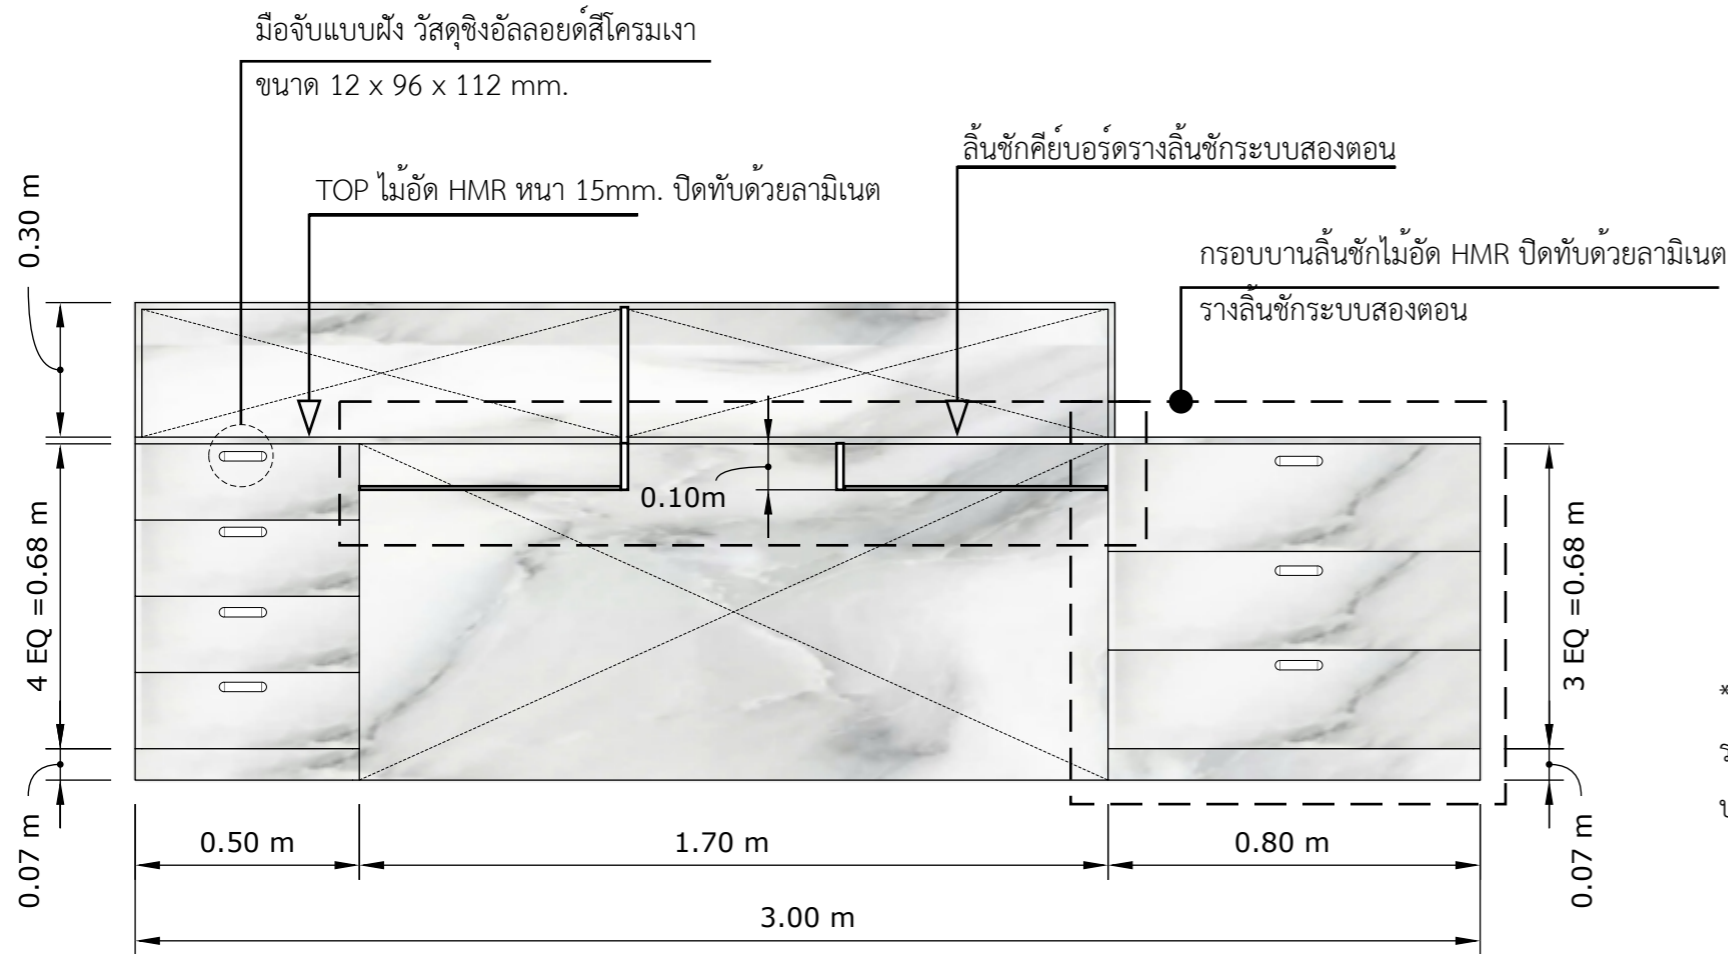 มือจับแบบฝัง วัสดุซิงอัลลอยด์สีโครมเงา
ขนาด 12 x 96 x 112 mm.
ลิ้นชักคีย์บอร์ดรางลิ้นชักระบบสองตอน
TOP ไม้อัด HMR หนา 15mm. ปิดทับด้วยลามิเนต
กรอบบานลิ้นชักไม้อัด HMR ปิดทับด้วยลามิเนต
รางลิ้นชักระบบสองตอน
0.30 m
0.10m
4 EQ =0.68 m
3 EQ =0.68 m
*
0.07 m
0.07 m
0.50 m
1.70 m
0.80 m
3.00 m